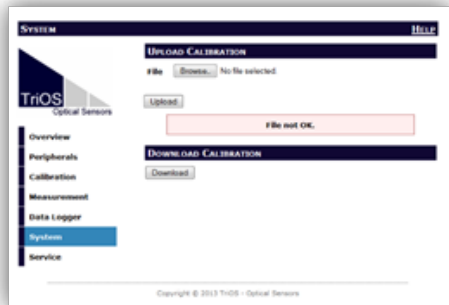 SYSTEM HELP
TriOS
Optical Sensors
Overview
Peripherals
Calibration
Measurement
Data Logger
System
Service
UPLOAD CALIBRATION
File Browse.. No file selected.
Upload
File not OK.
DOWNLOAD CALIBRATION
Download
Copyright © 2013 TriOS - Optical Sensors